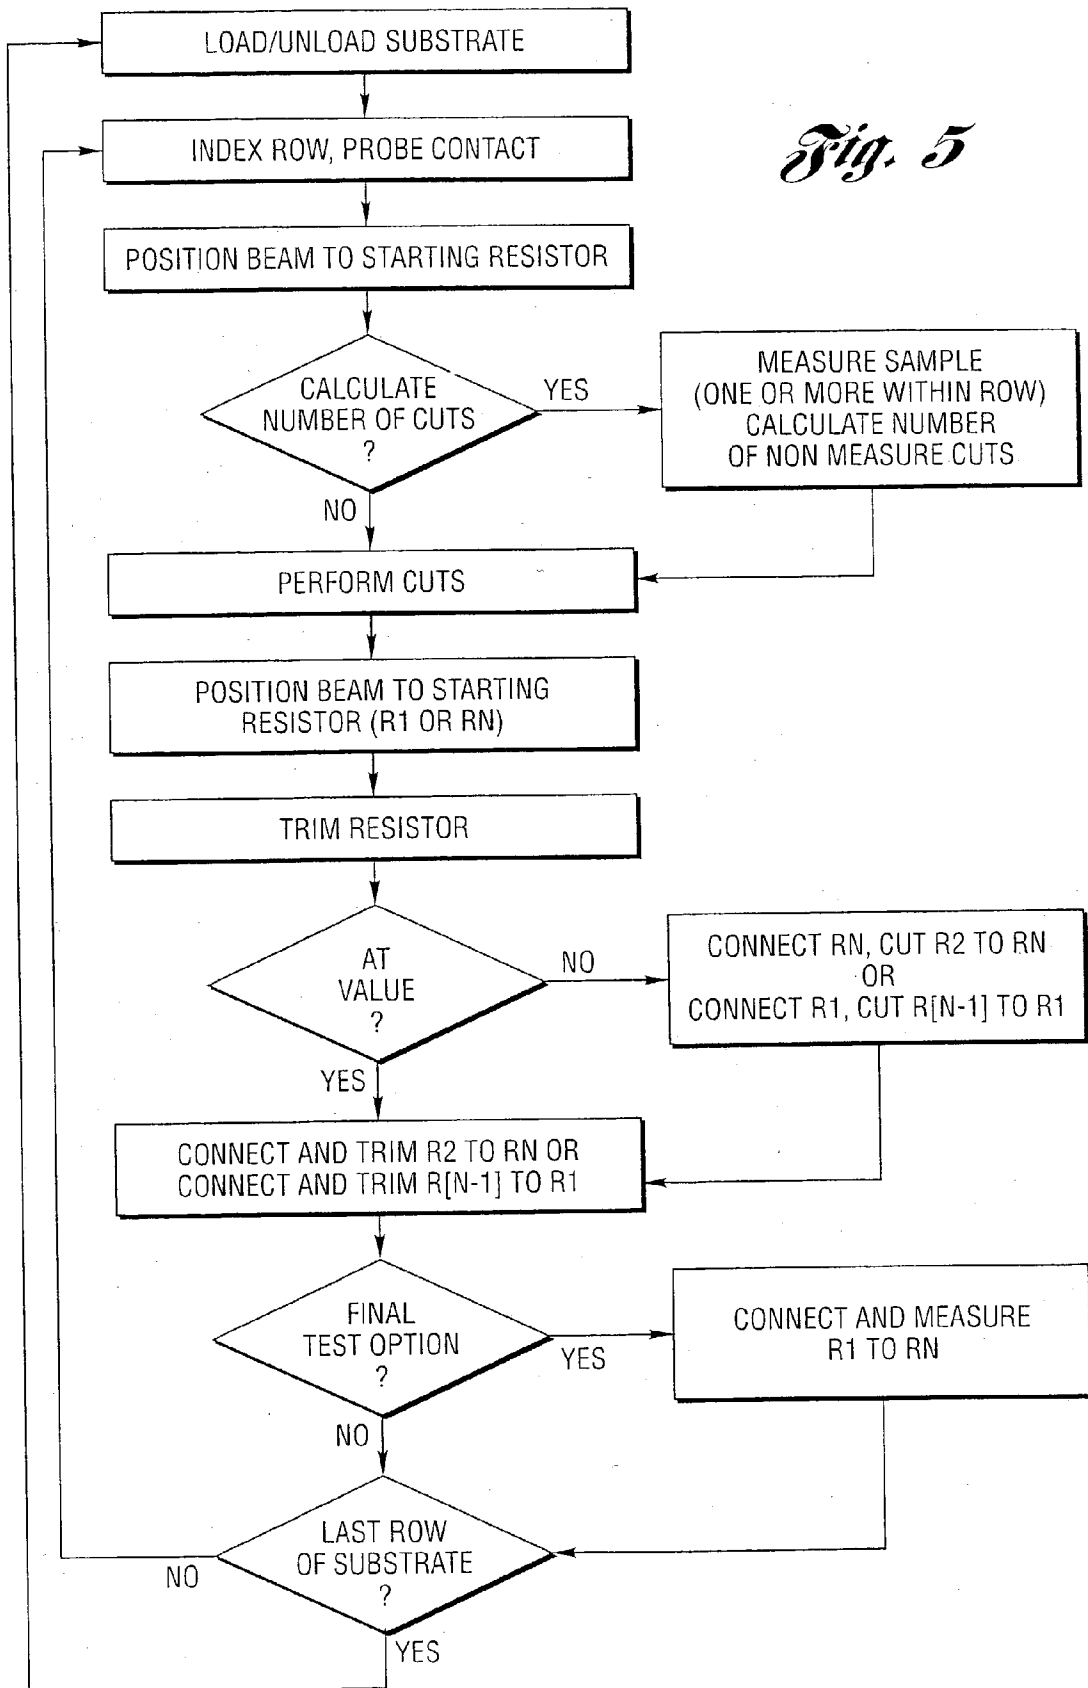 LOAD/UNLOAD SUBSTRATE
INDEX ROW, PROBE CONTACT
Fig. 5
POSITION BEAM TO STARTING RESISTOR
CALCULATE
NUMBER OF CUTS
?
YES
MEASURE SAMPLE
(ONE OR MORE WITHIN ROW)
CALCULATE NUMBER
OF NON MEASURE CUTS
NO
PERFORM CUTS
POSITION BEAM TO STARTING
RESISTOR (R1 OR RN)
TRIM RESISTOR
AT
VALUE
?
NO
CONNECT RN, CUT R2 TO RN
OR
CONNECT R1, CUT R[N-1] TO R1
YES
CONNECT AND TRIM R2 TO RN OR
CONNECT AND TRIM R[N-1] TO R1
FINAL
TEST OPTION
?
YES
CONNECT AND MEASURE
R1 TO RN
NO
LAST ROW
OF SUBSTRATE
?
NO
YES